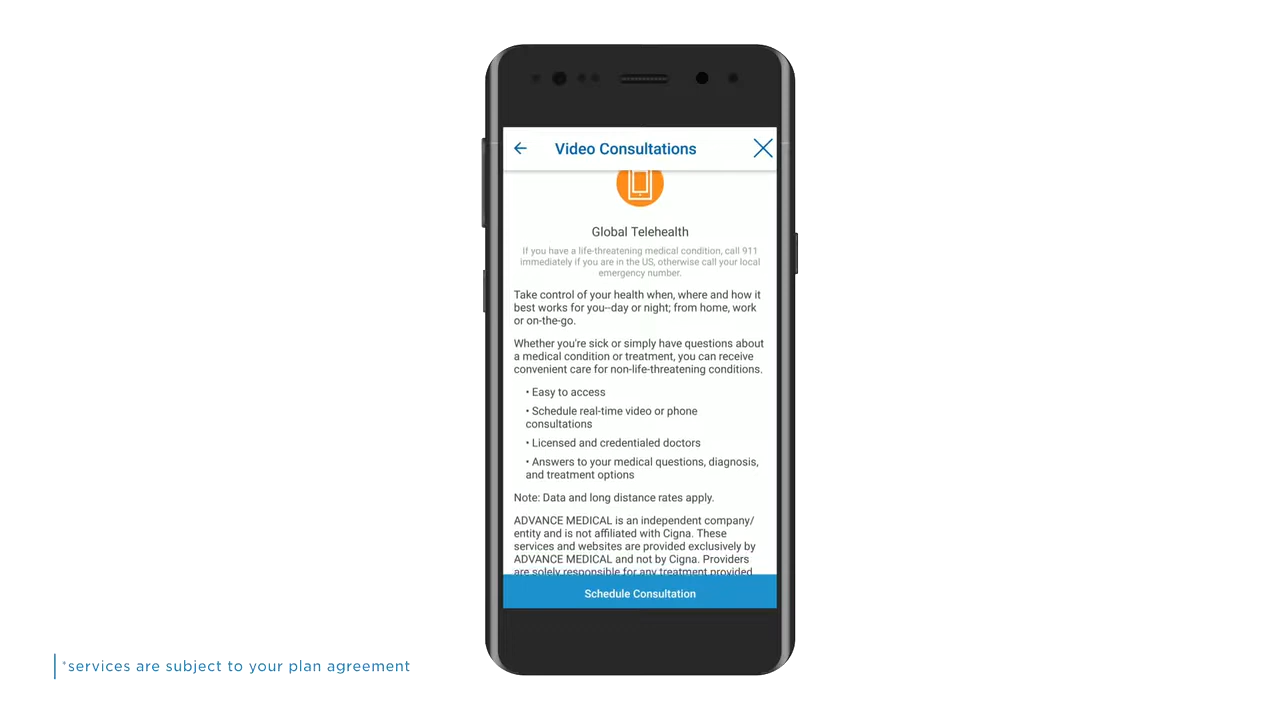 Video Consultations
Global Telehealth
If you have a life-threatening medical condition, call 911
immediately if you are in the US, otherwise call your local
emergency number.
Take control of your health when, where and how it
best works for you--day or night; from home, work
or on-the-go.
Whether you're sick or simply have questions about
a medical condition or treatment, you can receive
convenient care for non-life-threatening conditions.
• Easy to access
• Schedule real-time video or phone
consultations
• Licensed and credentialed doctors
• Answers to your medical questions, diagnosis,
and treatment options
Note: Data and long distance rates apply.
ADVANCE MEDICAL is an independent company/
entity and is not affiliated with Cigna. These
services and websites are provided exclusively by
ADVANCE MEDICAL and not by Cigna. Providers
are solely responsible for any treatment provided
Schedule Consultation
*services are subject to your plan agreement